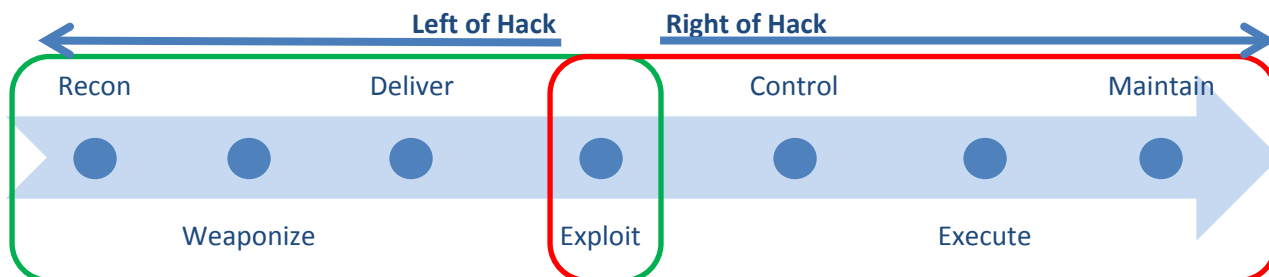 Left of Hack Right of Hack
Recon Deliver Control Maintain
Weaponize Exploit Execute